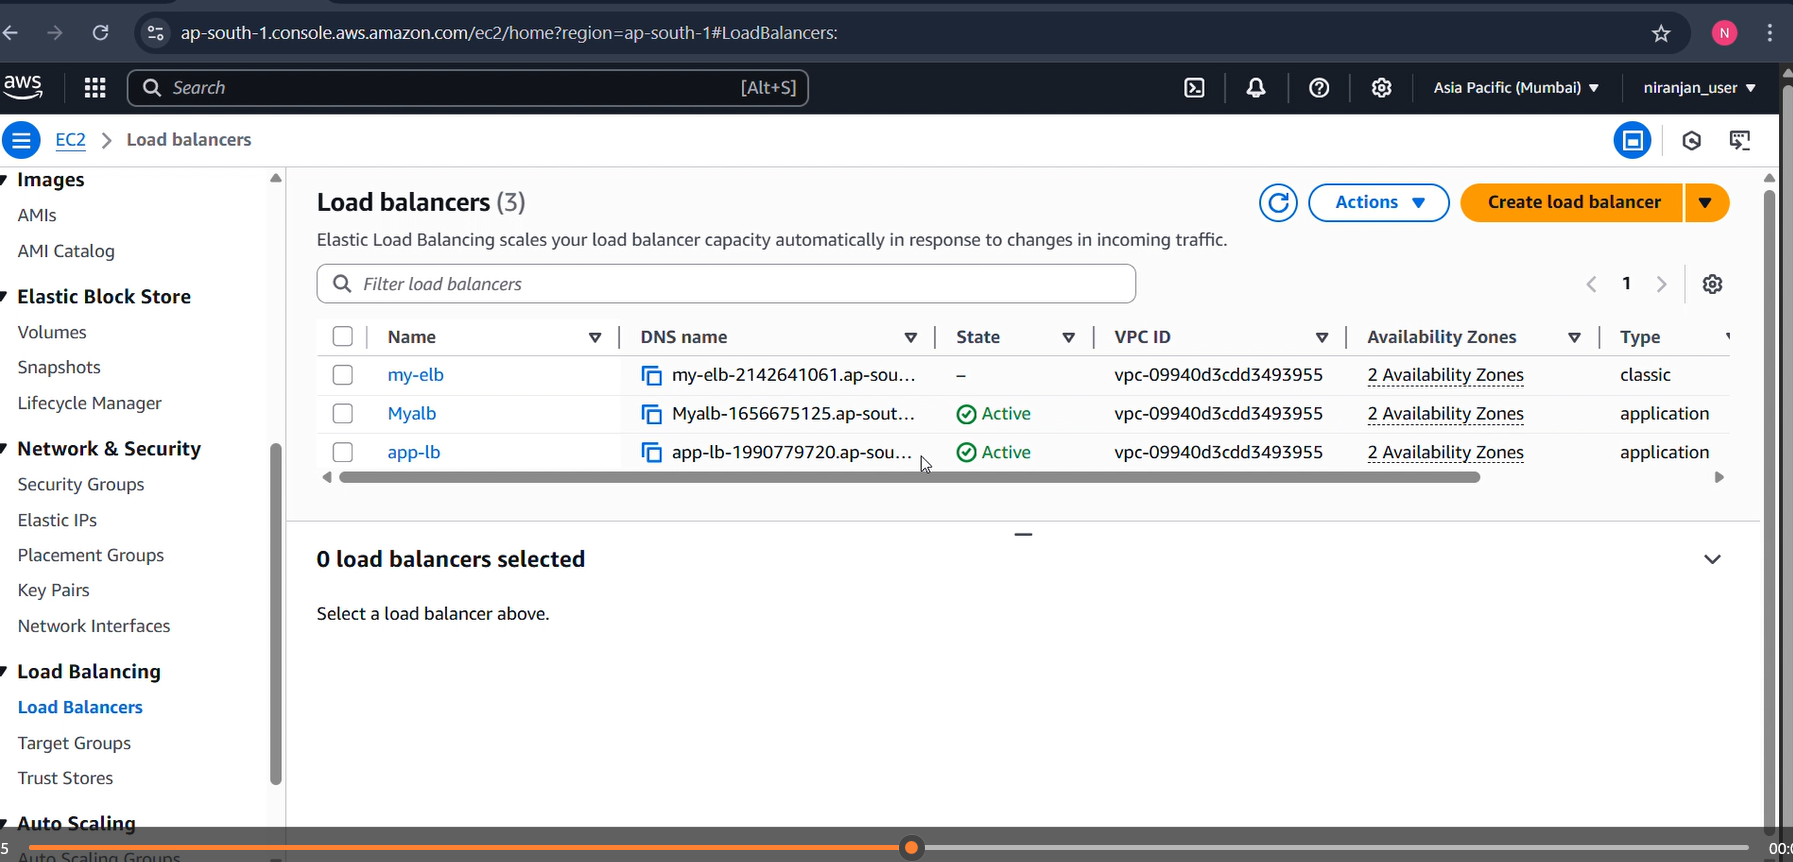 ap-south-1.console.aws.amazon.com/ec2/home?region=ap-south-1#LoadBalancers:
N
aws
Search
[Alt+S]
Asia Pacific (Mumbai)
niranjan_user
EC2 > Load balancers
Images
AMIs
AMI Catalog
Elastic Block Store
Volumes
Snapshots
Lifecycle Manager
Network & Security
Security Groups
Elastic IPs
Placement Groups
Key Pairs
Network Interfaces
Load Balancing
Load Balancers
Target Groups
Trust Stores
Auto Scaling
Auto Scaling Groups
Load balancers (3)
Actions
Create load balancer
Elastic Load Balancing scales your load balancer capacity automatically in response to changes in incoming traffic.
Filter load balancers
1
Name DNS name State VPC ID Availability Zones Type
my-elb my-elb-2142641061.ap-sou... – vpc-09940d3cdd3493955 2 Availability Zones classic
Myalb Myalb-1656675125.ap-sout... Active vpc-09940d3cdd3493955 2 Availability Zones application
app-lb app-lb-1990779720.ap-sou... Active vpc-09940d3cdd3493955 2 Availability Zones application
0 load balancers selected
Select a load balancer above.
5